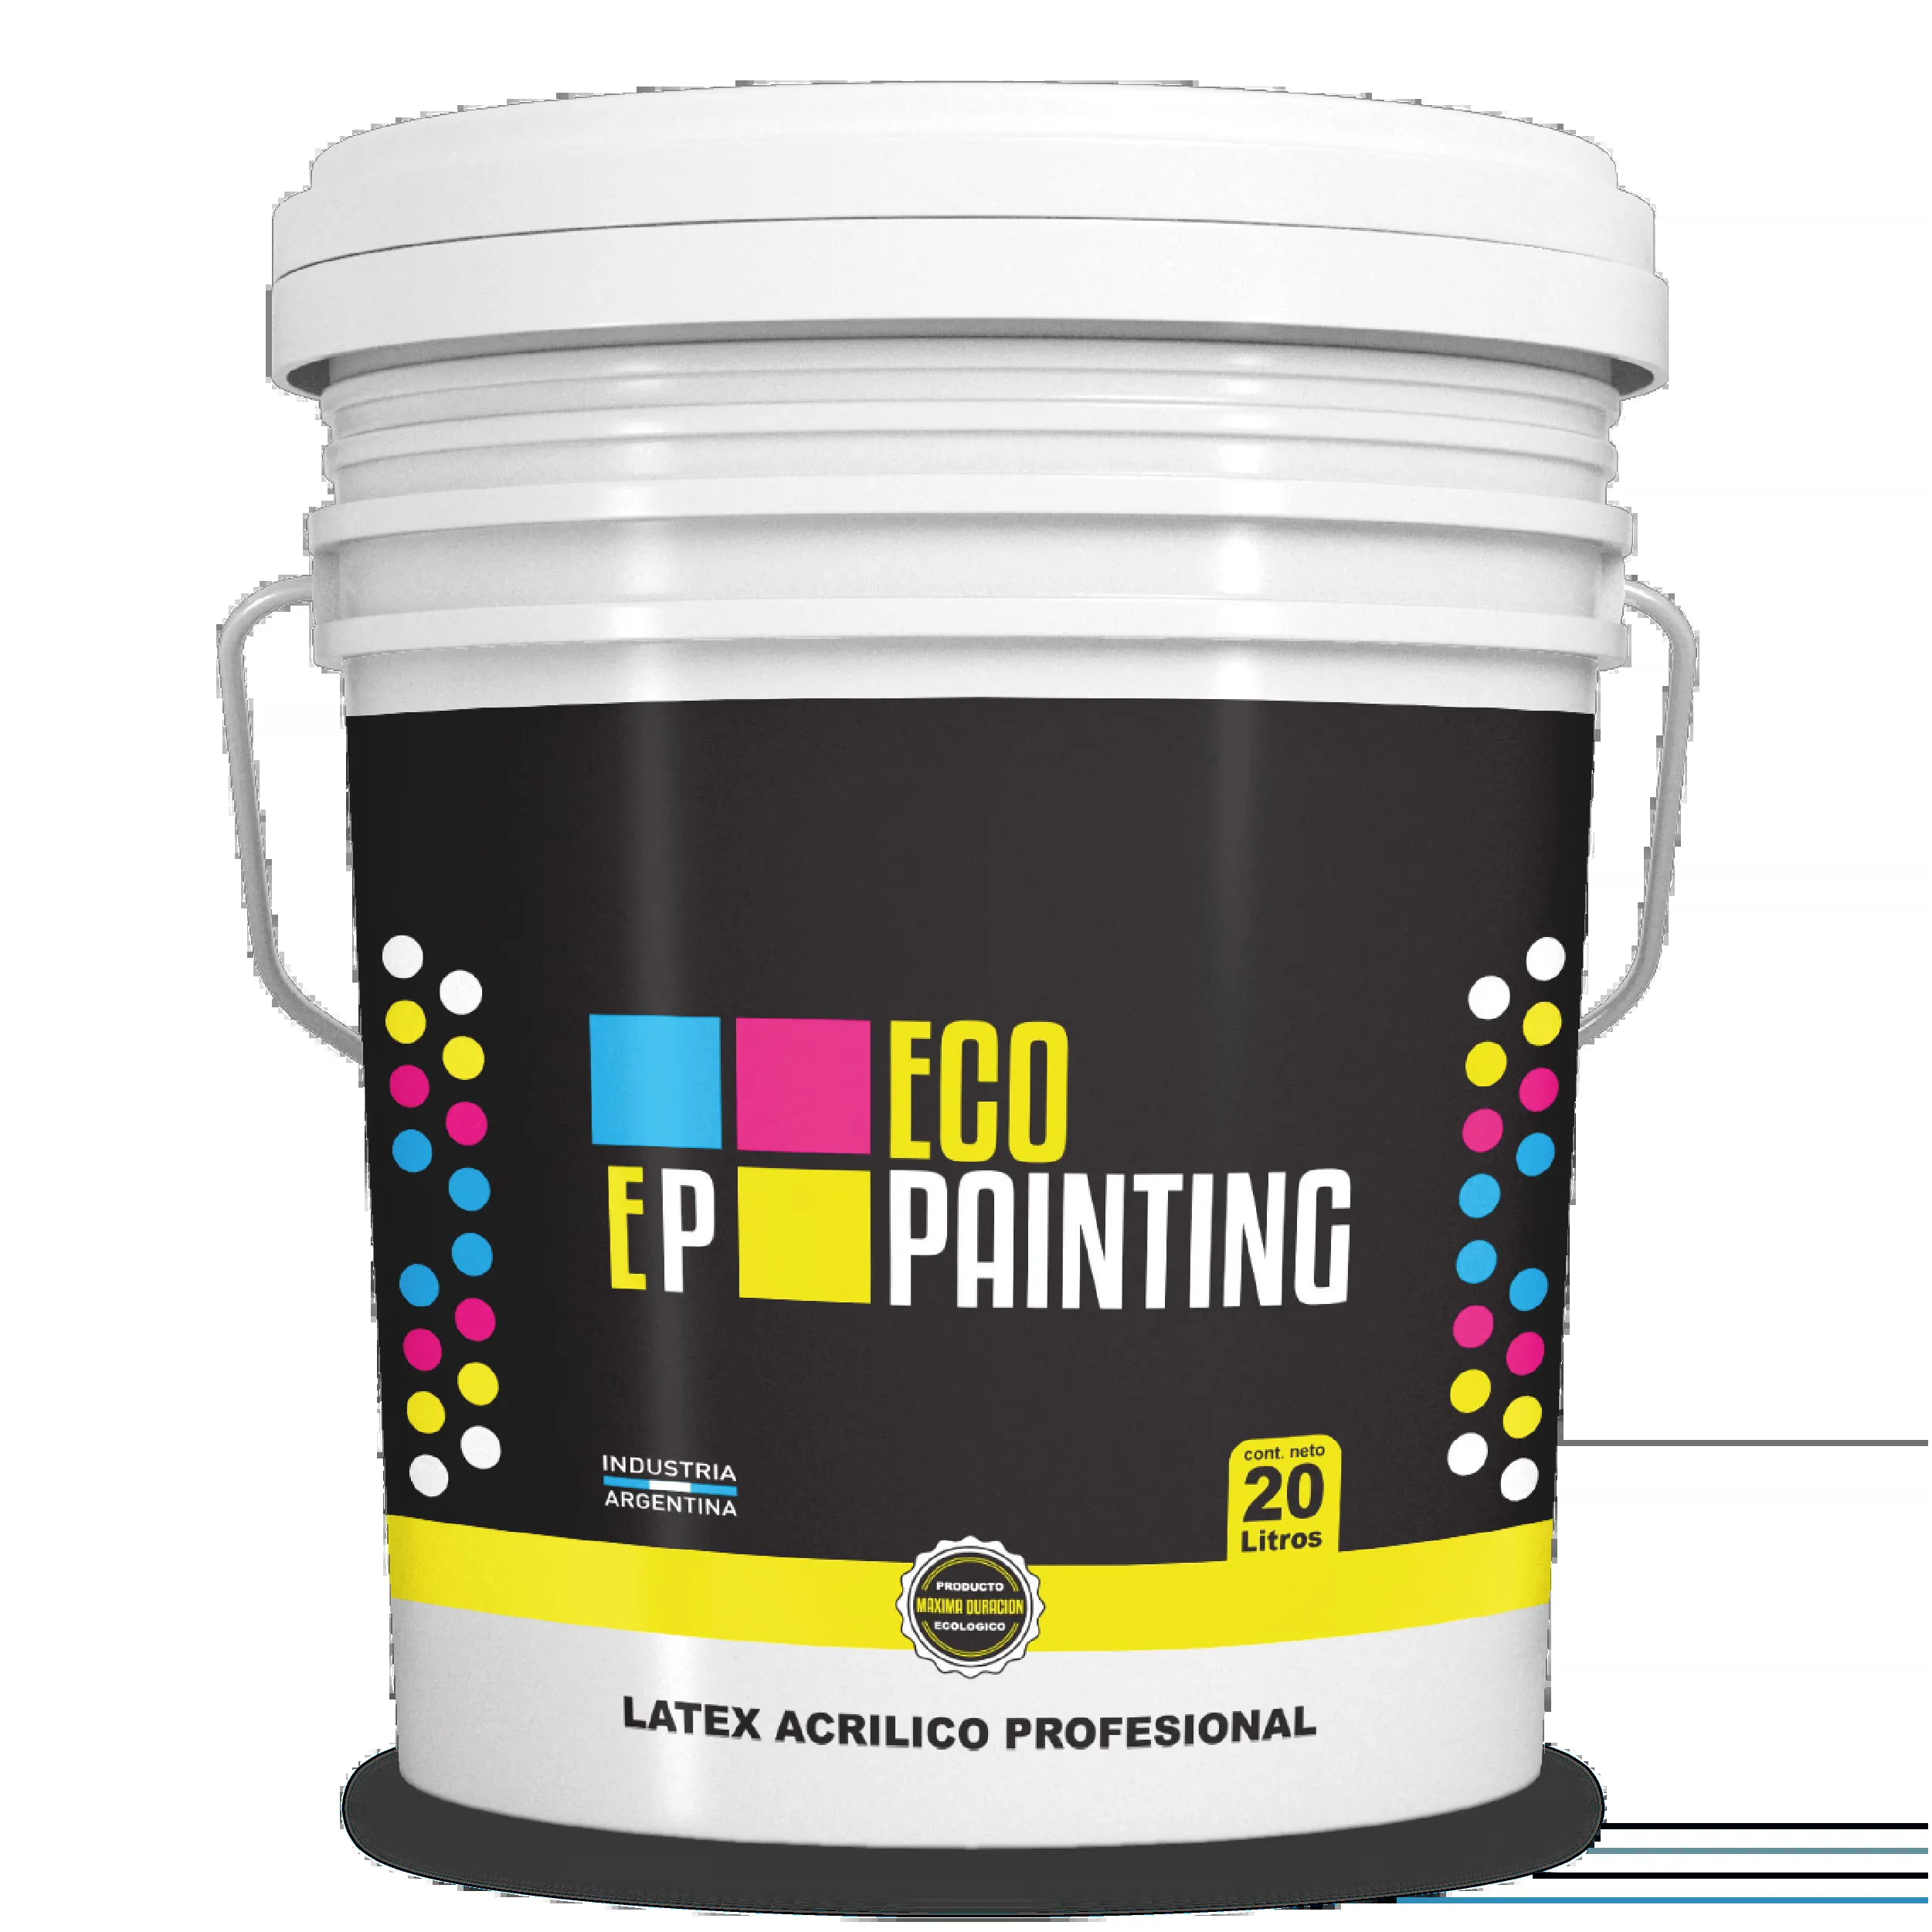 ECO
EP PAINTING
INDUSTRIA
ARGENTINA
cont. neto
20
Litros
PRODUCTO
MAXIMA DURACION
ECOLOGICO
LATEX ACRILICO PROFESIONAL